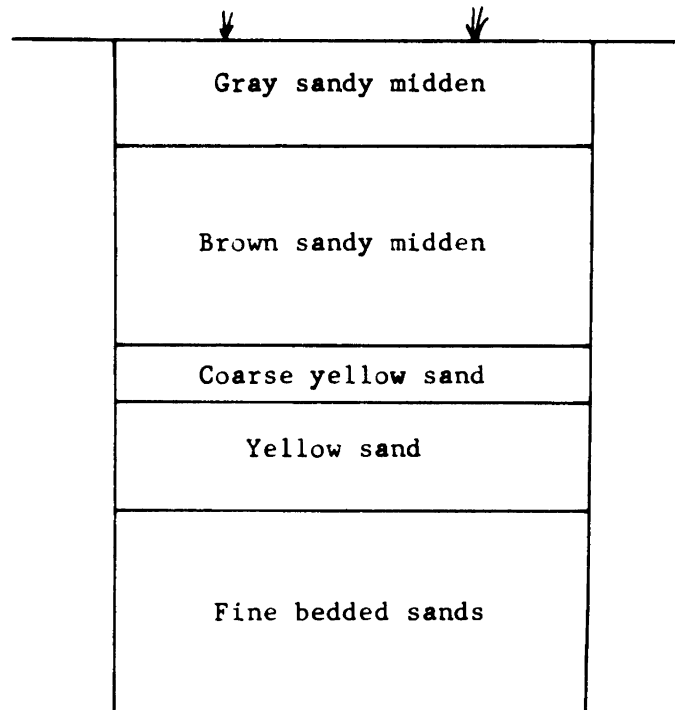 Gray sandy midden
Brown sandy midden
Coarse yellow sand
Yellow sand
Fine bedded sands